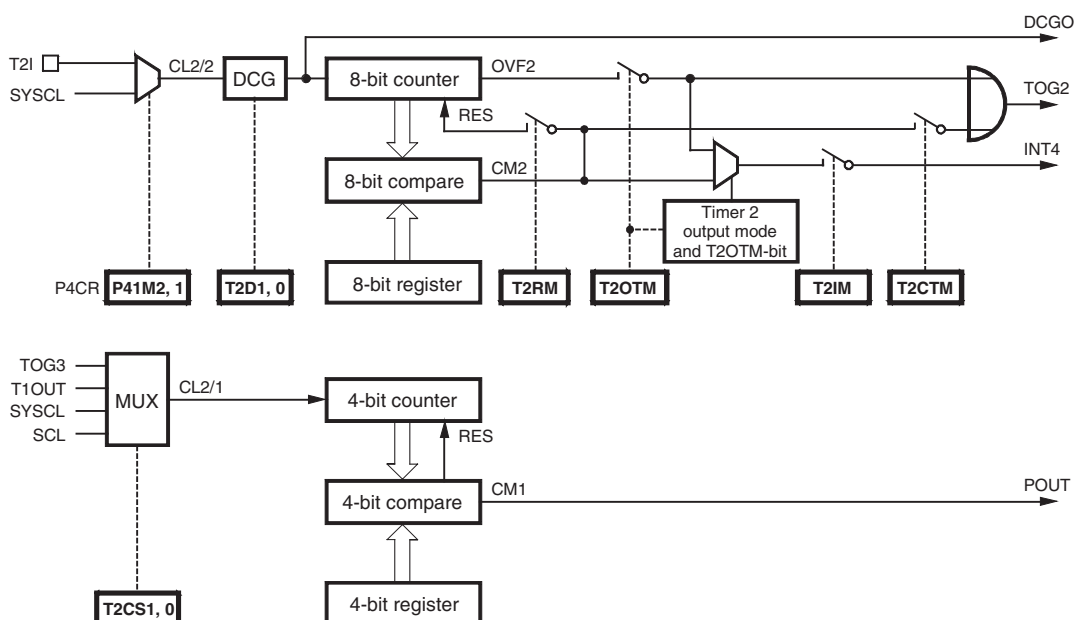 DCGO
T2I
CL2/2
DCG
8-bit counter
OVF2
SYSCL
TOG2
RES
INT4
8-bit compare
CM2
Timer 2
output mode
and T2OTM-bit
P4CR
P41M2, 1
T2D1, 0
8-bit register
T2RM
T2OTM
T2IM
T2CTM
TOG3
T1OUT
SYSCL
SCL
MUX
CL2/1
4-bit counter
RES
4-bit compare
CM1
POUT
T2CS1, 0
4-bit register